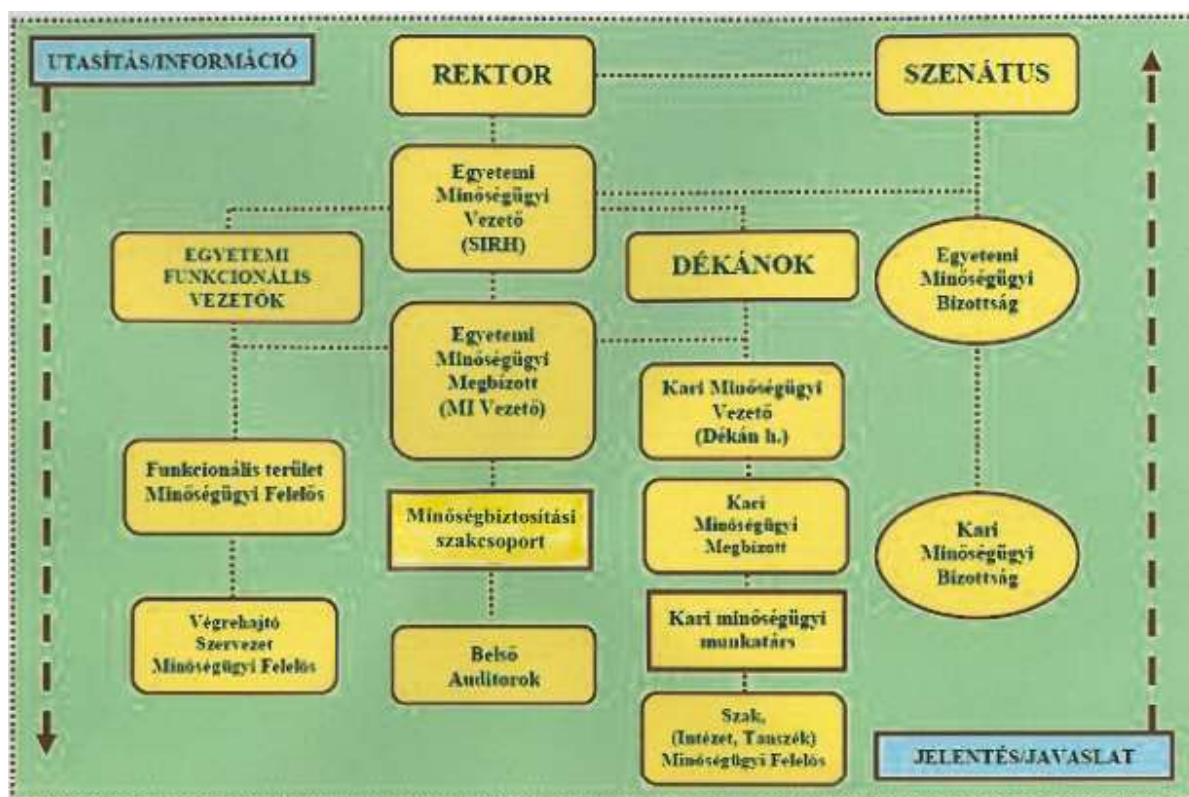 UTASÍTÁS/INFORMÁCIÓ
REKTOR
SZENÁTUS
Egyetemi
Minőségügyi
Vezető
(SIRH)
EGYETEMI
FUNKCIONÁLIS
VEZETŐK
DÉKÁNOK
Egyetemi
Minőségügyi
Bizottság
Egyetemi
Minőségügyi
Megbízott
(MI Vezető)
Kari Minőségügyi
Vezető
(Dékán h.)
Funkcionális terület
Minőségügyi Felelős
Minőségbiztosítási
szakcsoport
Kari
Minőségügyi
Megbízott
Kari
Minőségügyi
Bizottság
Végrehajtó
Szervezet
Minőségügyi Felelős
Belső
Auditorok
Kari minőségügyi
munkatárs
Szak,
(Intézet, Tanszék)
Minőségügyi Felelős
JELENTÉS/JAVASLAT